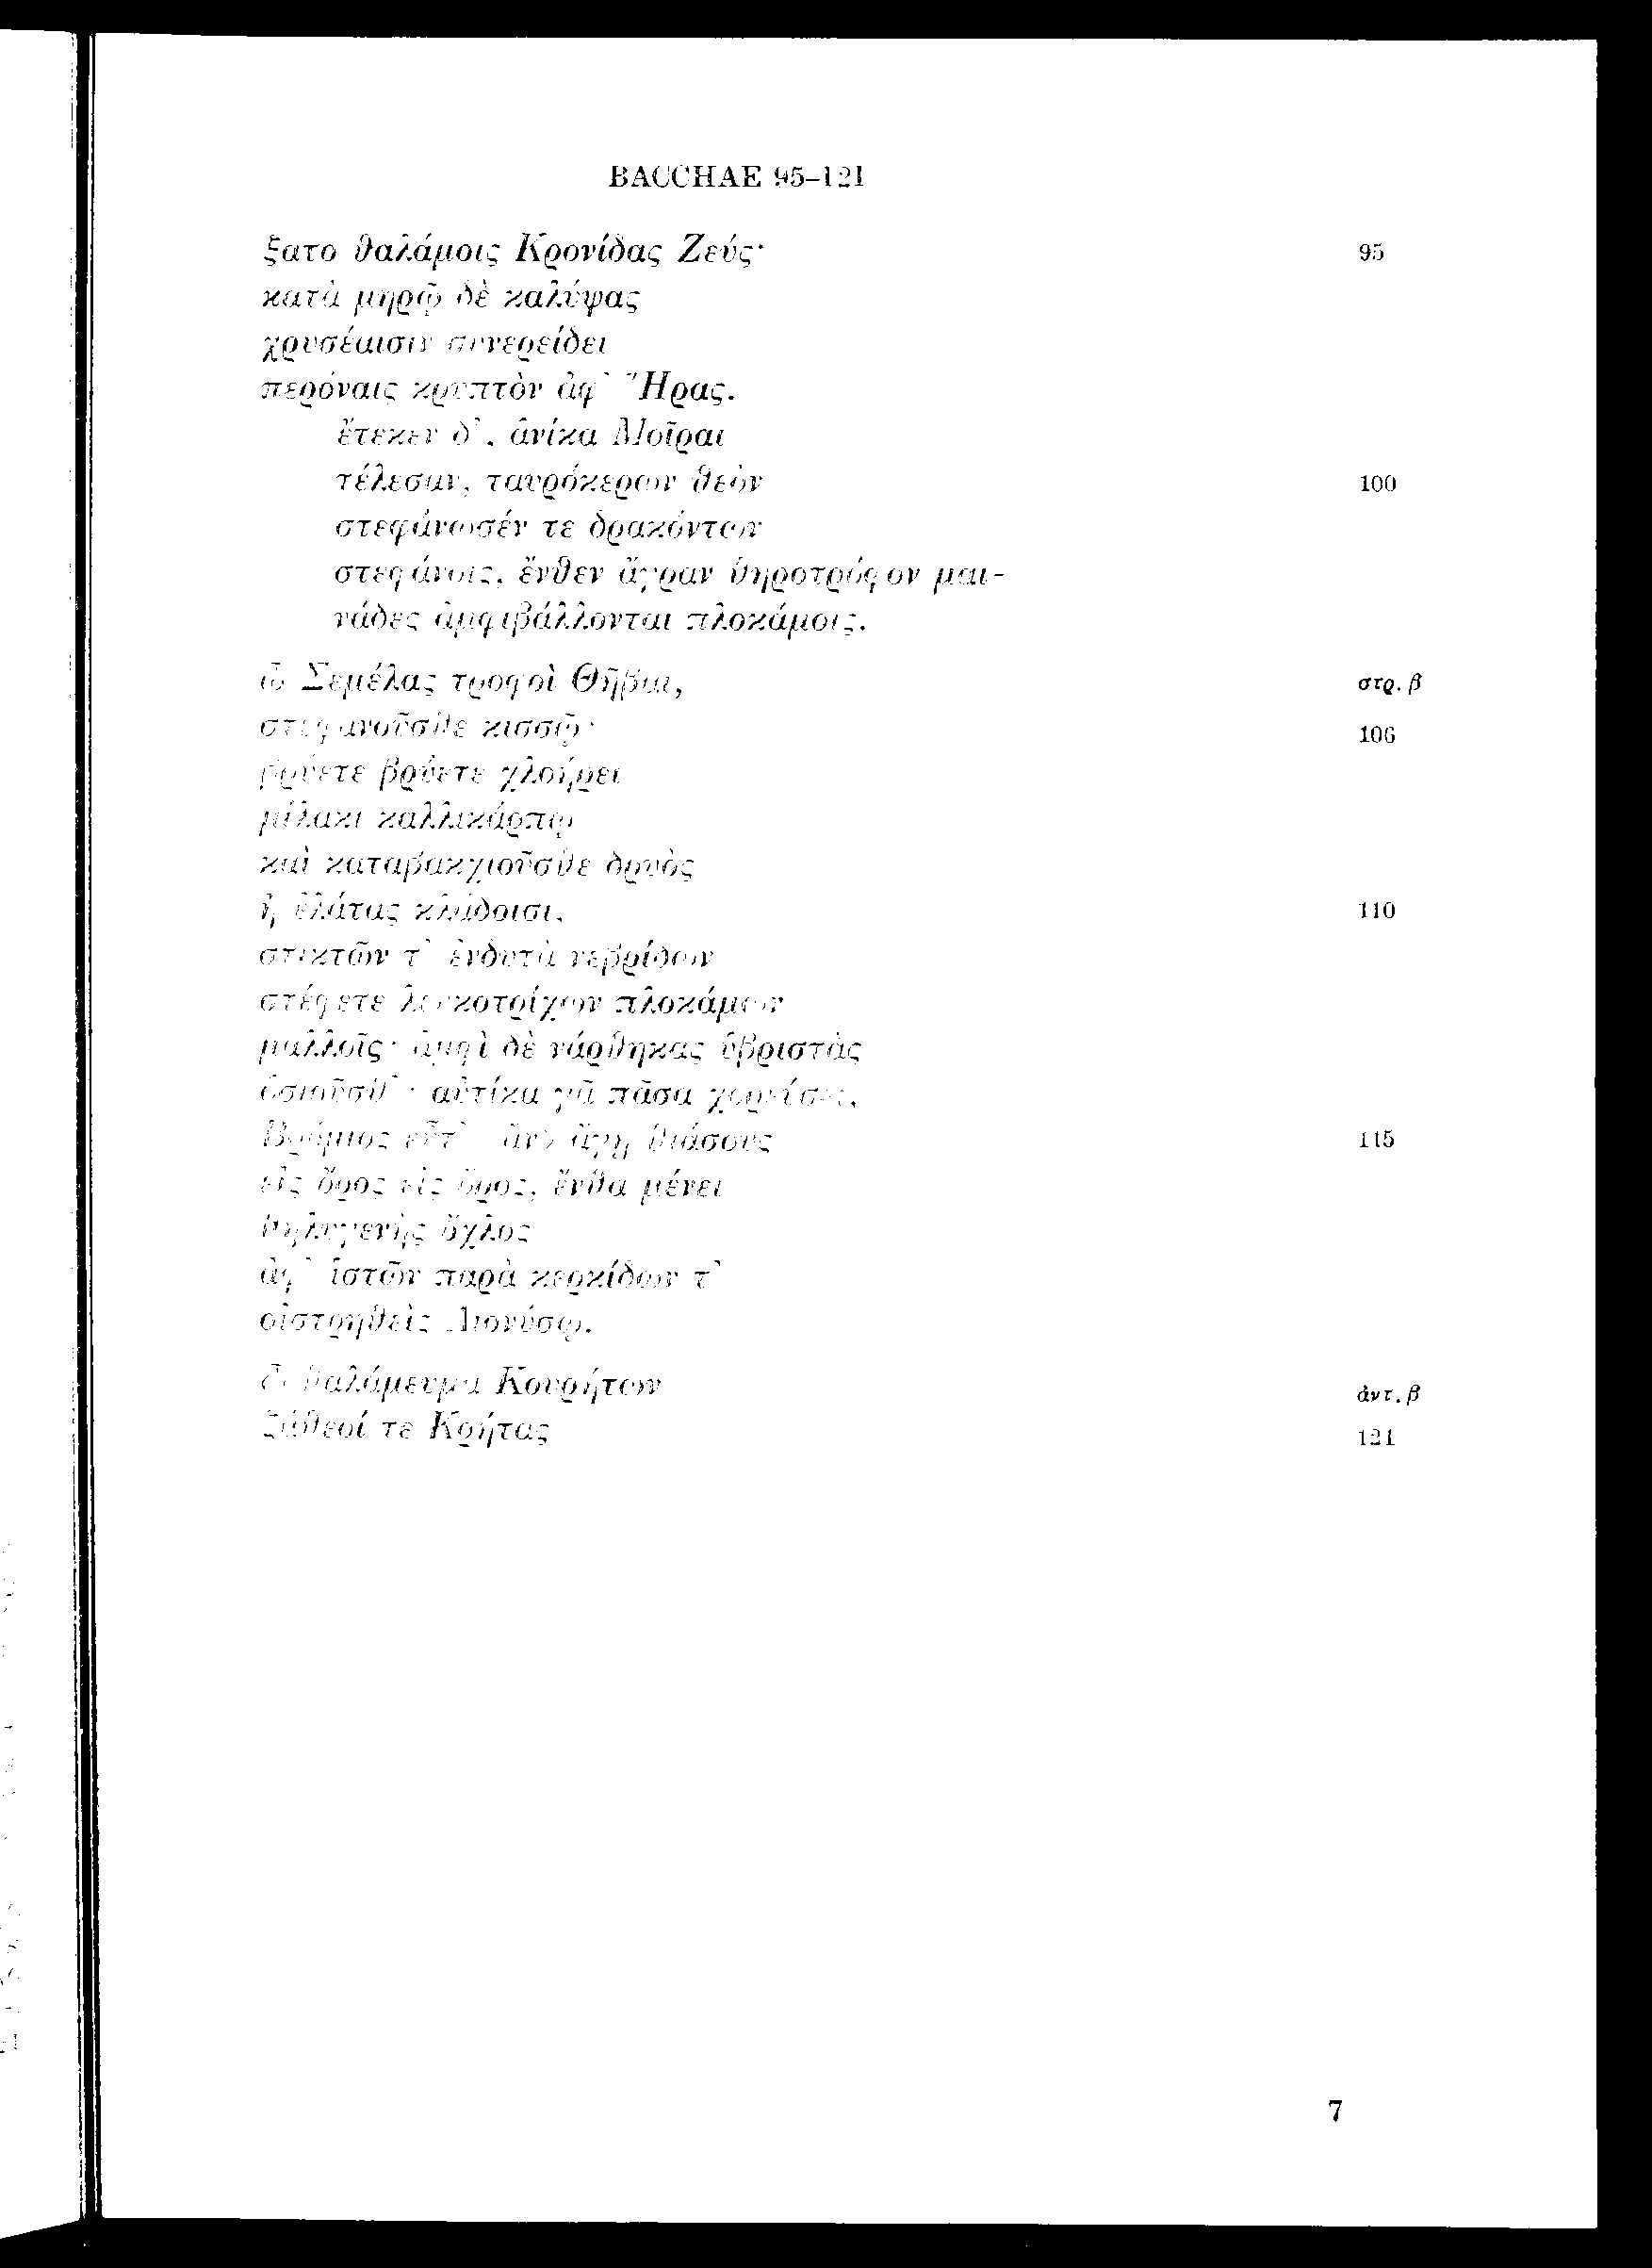 BACCHAE 95–121
ξατο θαλάμοις Κρονίδας Ζεύς· 95
κατὰ μηρῷ δὲ καλύψας
χρυσέαισιν συνερείδει
περόναις κρυπτὸν ἀφ᾽ Ἥρας.
ἔτεκεν δ᾽, ἁνίκα Μοῖραι
τέλεσαν, ταυρόκερων θεὸν 100
στεφάνωσέν τε δρακόντων
στεφάνοις, ἔνθεν ἄγραν θηροτρόφον μαι-
νάδες ἀμφιβάλλονται πλοκάμοις.
ὦ Σεμέλας τροφοὶ Θῆβαι, στρ. β
στεφανοῦσθε κισσῷ· 106
βρύετε βρύετε χλοήρει
μίλακι καλλικάρπῳ
καὶ καταβακχιοῦσθε δρυὸς
ἢ ἐλάτας κλάδοισι, 110
στικτῶν τ᾽ ἐνδυτὰ νεβρίδων
στέφετε λευκοτρίχων πλοκάμων
μαλλοῖς· ἀμφὶ δὲ νάρθηκας ὑβριστὰς
ὁσιοῦσθ᾽· αὐτίκα γᾶ πᾶσα χορεύσει,
Βρόμιος εὖτ᾽ ἂν ἄγῃ θιάσους 115
εἰς ὄρος εἰς ὄρος, ἔνθα μένει
θηλυγενὴς ὄχλος
ἀφ᾽ ἱστῶν παρὰ κερκίδων τ᾽
οἰστρηθεὶς Διονύσῳ.
ὦ θαλάμευμα Κουρήτων ἀντ. β
ζάθεοί τε Κρήτας 121
7